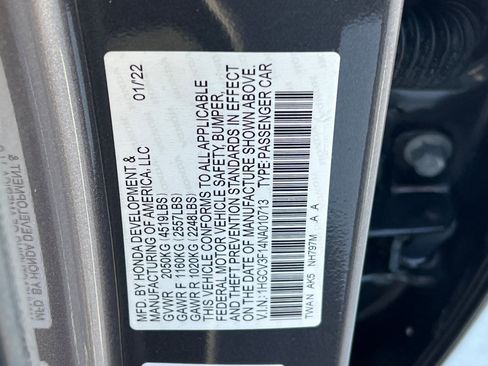 MFD. BY HONDA DEVELOPMENT & 01/22
MANUFACTURING OF AMERICA, LLC
GVWR 2050KG (4519LBS)
GAWR F 1160KG (2557LBS)
GAWR R 1020KG (2248LBS)
THIS VEHICLE CONFORMS TO ALL APPLICABLE
FEDERAL MOTOR VEHICLE SAFETY, BUMPER,
AND THEFT PREVENTION STANDARDS IN EFFECT
ON THE DATE OF MANUFACTURE SHOWN ABOVE.
V.I.N: 1HGCV3F14NA010713 TYPE:PASSENGER CAR
TWAN AK5 NH797M A A